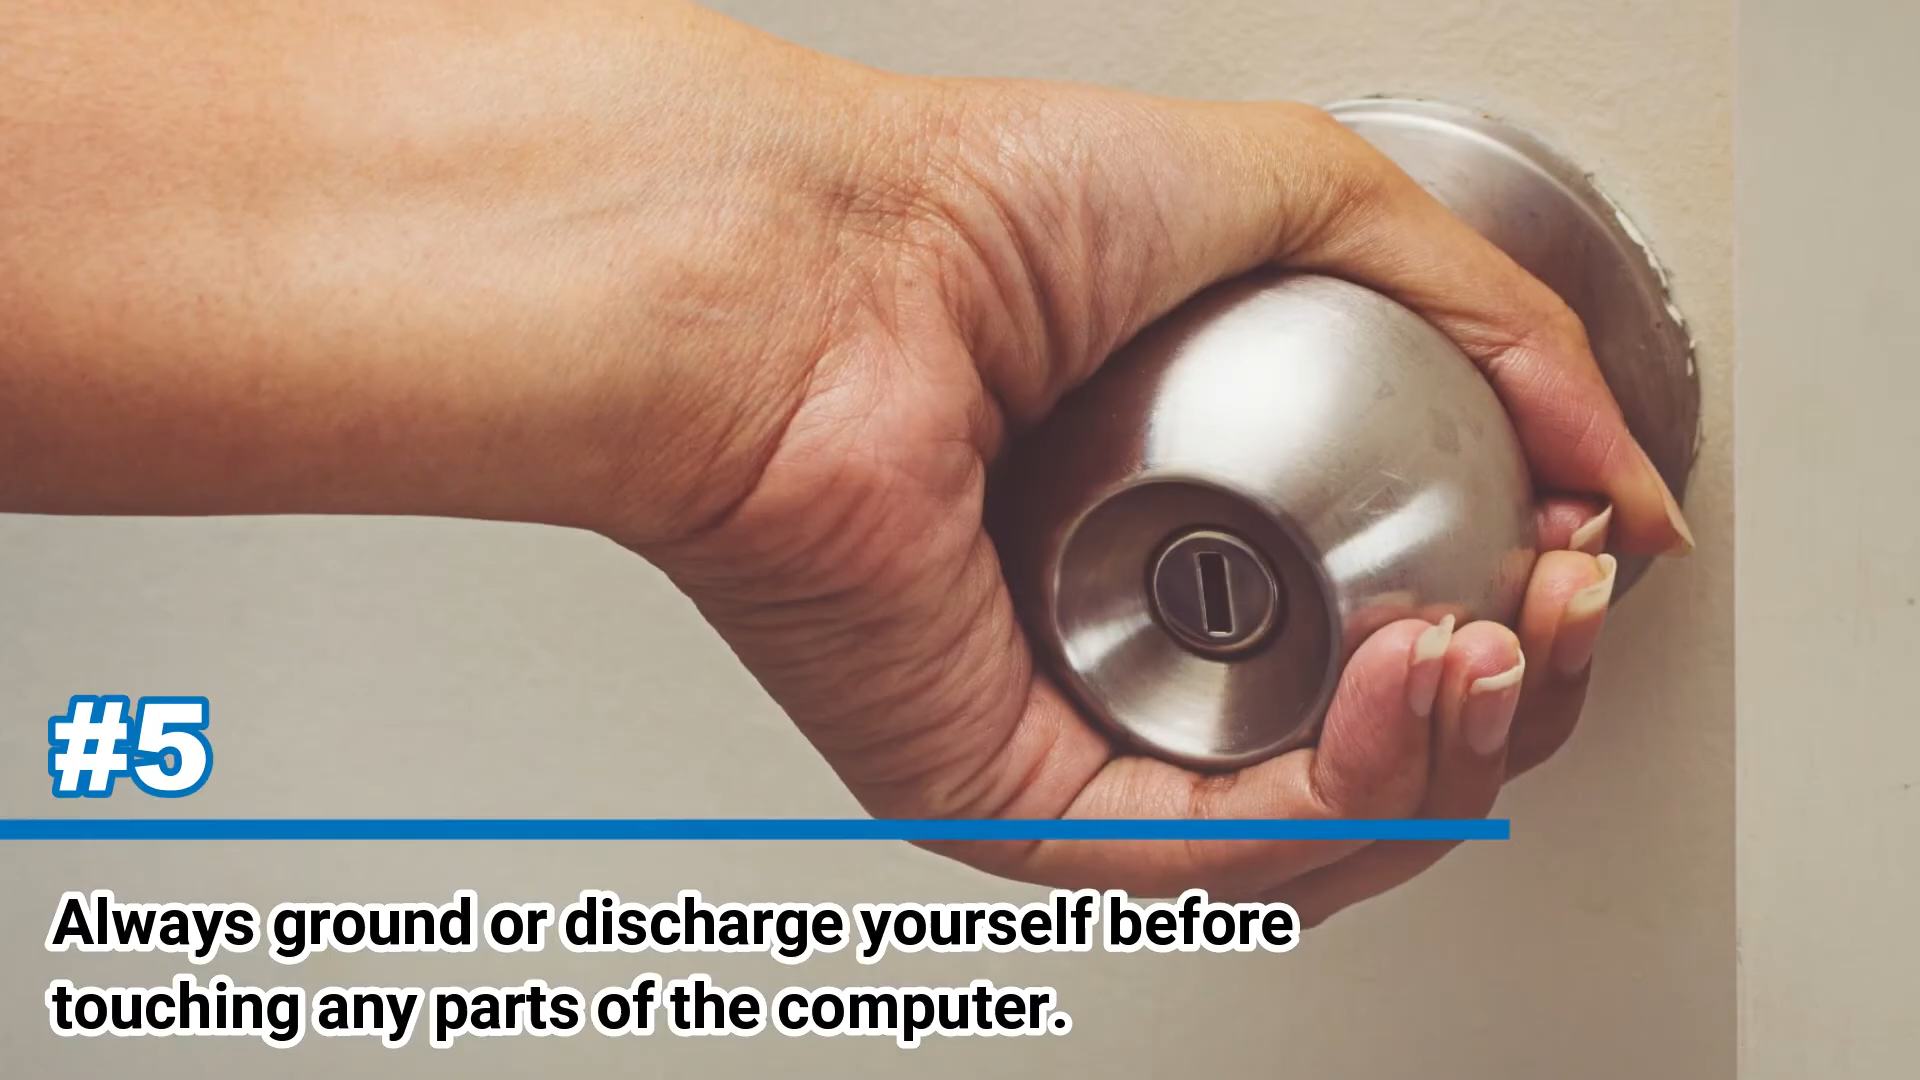 #5
Always ground or discharge yourself before
touching any parts of the computer.